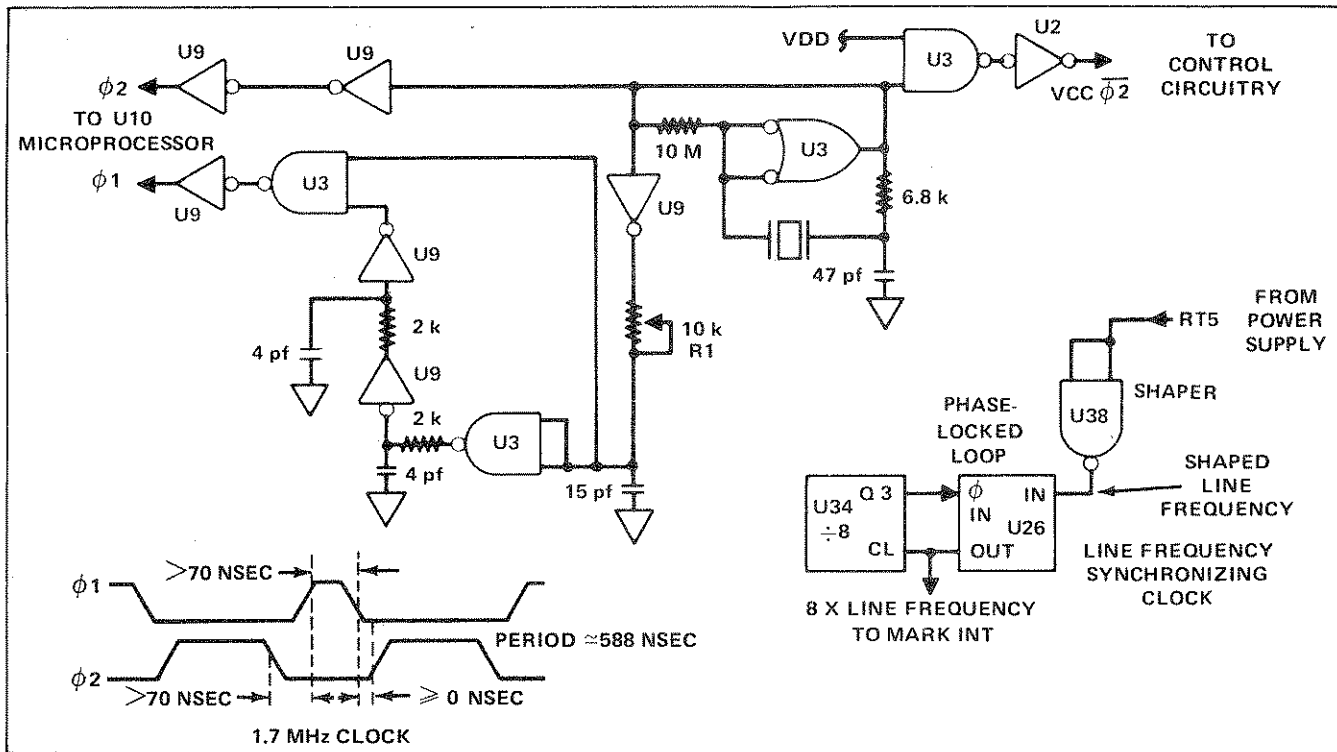 U9
U9
φ2
TO U10
MICROPROCESSOR
φ1
U9
U3
U9
2 k
4 pf
U9
2 k
4 pf
U3
15 pf
10 M
U9
10 k
R1
VDD
U3
U2
VCC φ2̅
TO
CONTROL
CIRCUITRY
U3
6.8 k
47 pf
RT5
FROM
POWER
SUPPLY
SHAPER
U38
PHASE-
LOCKED
LOOP
SHAPED
LINE
FREQUENCY
U34
÷8
Q 3
CL
φ
IN
IN
U26
OUT
LINE FREQUENCY
SYNCHRONIZING
CLOCK
8 X LINE FREQUENCY
TO MARK INT
>70 NSEC
φ1
PERIOD ≃588 NSEC
φ2
>70 NSEC
⩾ 0 NSEC
1.7 MHz CLOCK